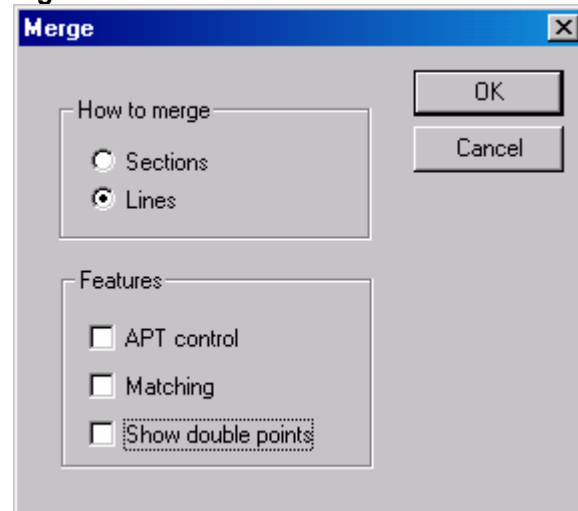 Merge
OK
How to merge
Cancel
Sections
Lines
Features
APT control
Matching
Show double points